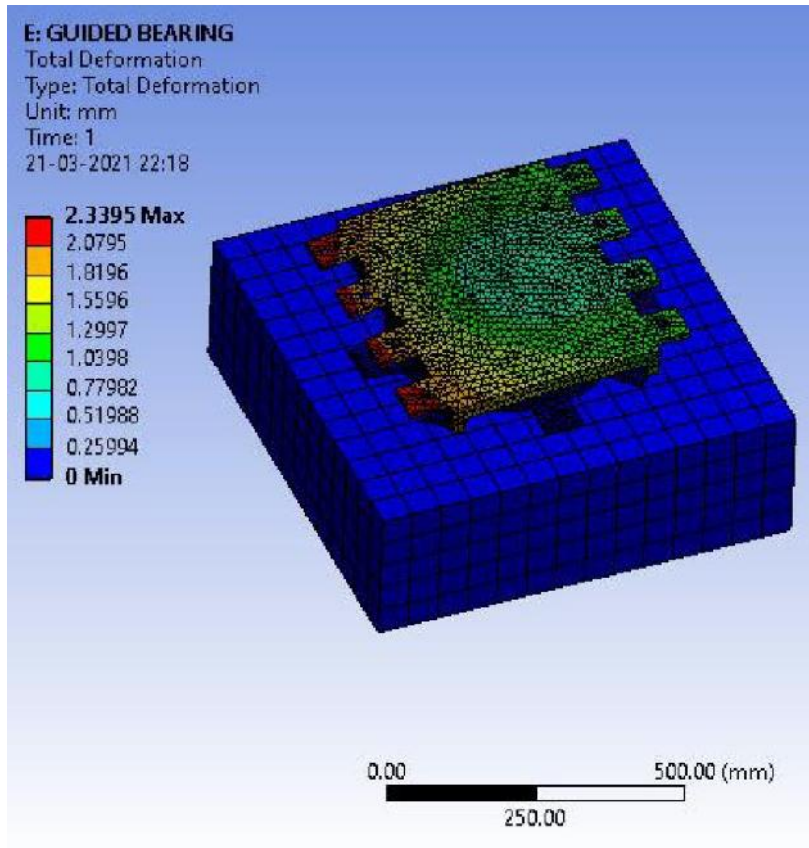 E: GUIDED BEARING
Total Deformation
Type: Total Deformation
Unit: mm
Time: 1
21-03-2021 22:18
2.3395 Max
2.0795
1.8196
1.5596
1.2997
1.0398
0.77982
0.51988
0.25994
0 Min
0.00 500.00 (mm)
250.00